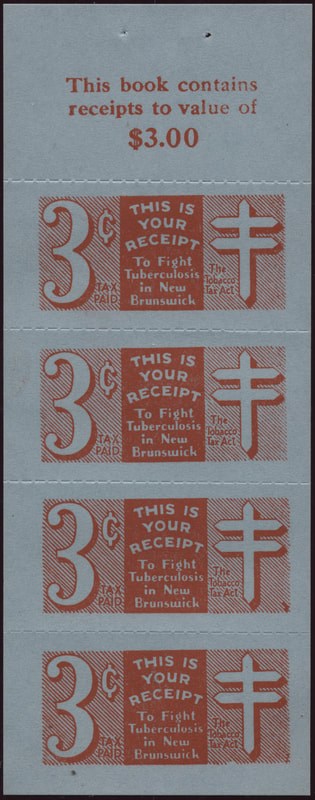 This book contains
receipts to value of
$3.00
3¢
TAX
PAID
THIS IS
YOUR
RECEIPT
To Fight
Tuberculosis
in New
Brunswick
The
Tobacco
Tax Act
3¢
TAX
PAID
THIS IS
YOUR
RECEIPT
To Fight
Tuberculosis
in New
Brunswick
The
Tobacco
Tax Act
3¢
TAX
PAID
THIS IS
YOUR
RECEIPT
To Fight
Tuberculosis
in New
Brunswick
The
Tobacco
Tax Act
3¢
TAX
PAID
THIS IS
YOUR
RECEIPT
To Fight
Tuberculosis
in New
Brunswick
The
Tobacco
Tax Act